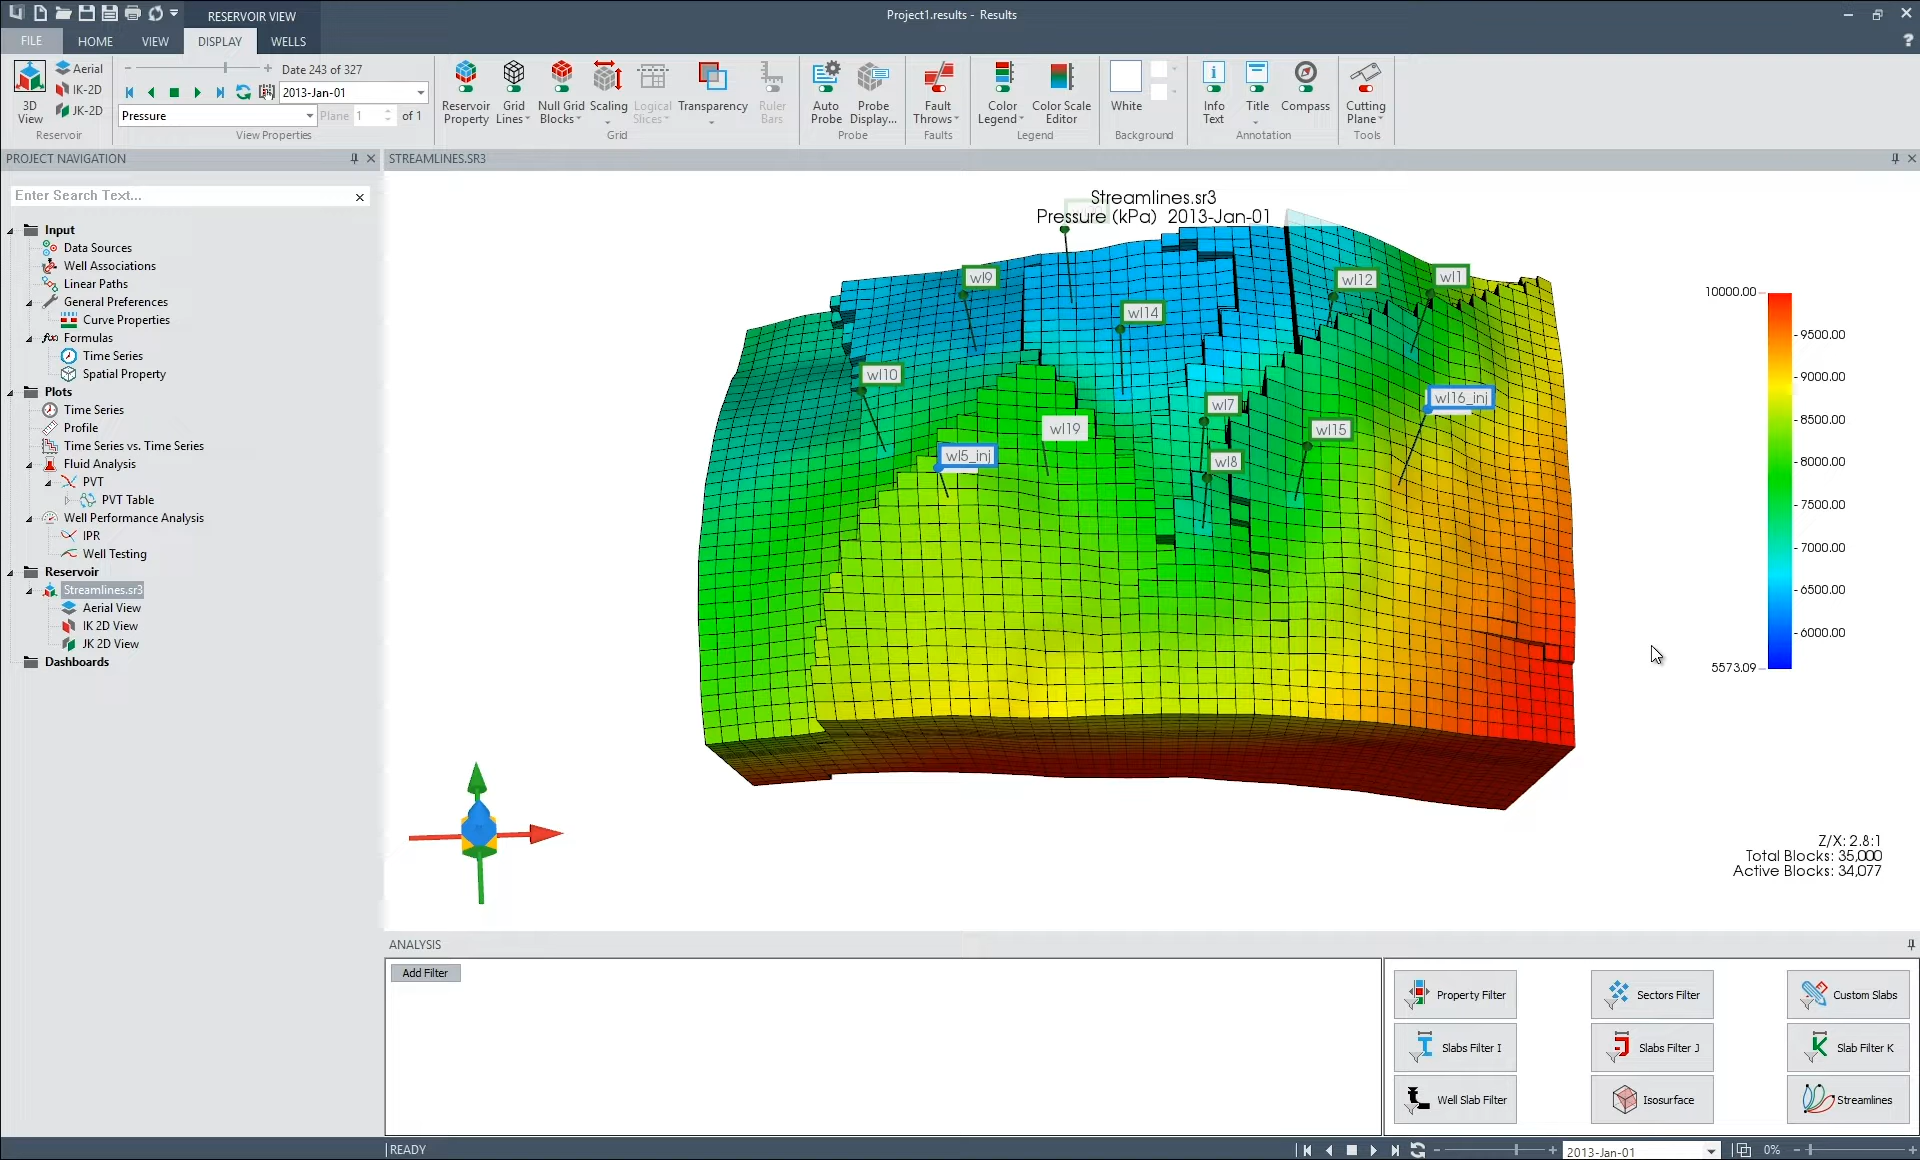 RESERVOIR VIEW
Project1.results - Results
FILE HOME VIEW DISPLAY WELLS
?
3D View
Aerial
IK-2D
JK-2D
Reservoir
Date 243 of 327
2013-Jan-01
Pressure
Plane 1 of 1
View Properties
Reservoir Property
Grid Lines
Null Grid Blocks
Scaling
Logical Slices
Transparency
Ruler Bars
Grid
Auto Probe
Probe Display...
Probe
Fault Throws
Faults
Color Legend
Color Scale Editor
Legend
White
Background
Info Text
Title
Compass
Annotation
Cutting Plane
Tools
PROJECT NAVIGATION
Enter Search Text...
Input
Data Sources
Well Associations
Linear Paths
General Preferences
Curve Properties
Formulas
Time Series
Spatial Property
Plots
Time Series
Profile
Time Series vs. Time Series
Fluid Analysis
PVT
PVT Table
Well Performance Analysis
IPR
Well Testing
Reservoir
Streamlines.sr3
Aerial View
IK 2D View
JK 2D View
Dashboards
STREAMLINES.SR3
Streamlines.sr3
Pressure (kPa) 2013-Jan-01
wl9
wl12
wl1
wl14
wl10
wl16_inj
wl7
wl19
wl15
wl5_inj
wl8
10000.00
9500.00
9000.00
8500.00
8000.00
7500.00
7000.00
6500.00
6000.00
5573.09
Z/X: 2.8:1
Total Blocks: 35,000
Active Blocks: 34,077
ANALYSIS
Add Filter
Property Filter
Sectors Filter
Custom Slabs
Slabs Filter I
Slabs Filter J
Slab Filter K
Well Slab Filter
Isosurface
Streamlines
READY
2013-Jan-01
0%